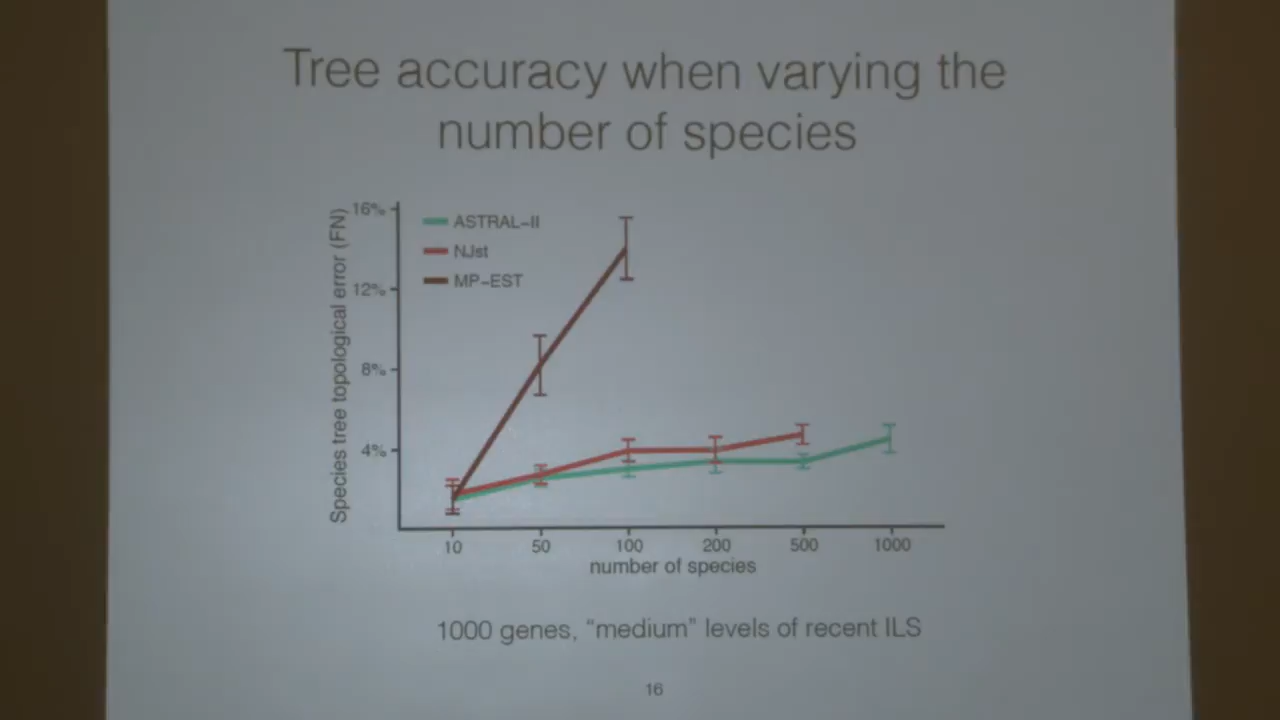 Tree accuracy when varying the
number of species
Species tree topological error (FN)
16%
12%
8%
4%
ASTRAL-II
NJst
MP-EST
10 50 100 200 500 1000
number of species
1000 genes, “medium” levels of recent ILS
16